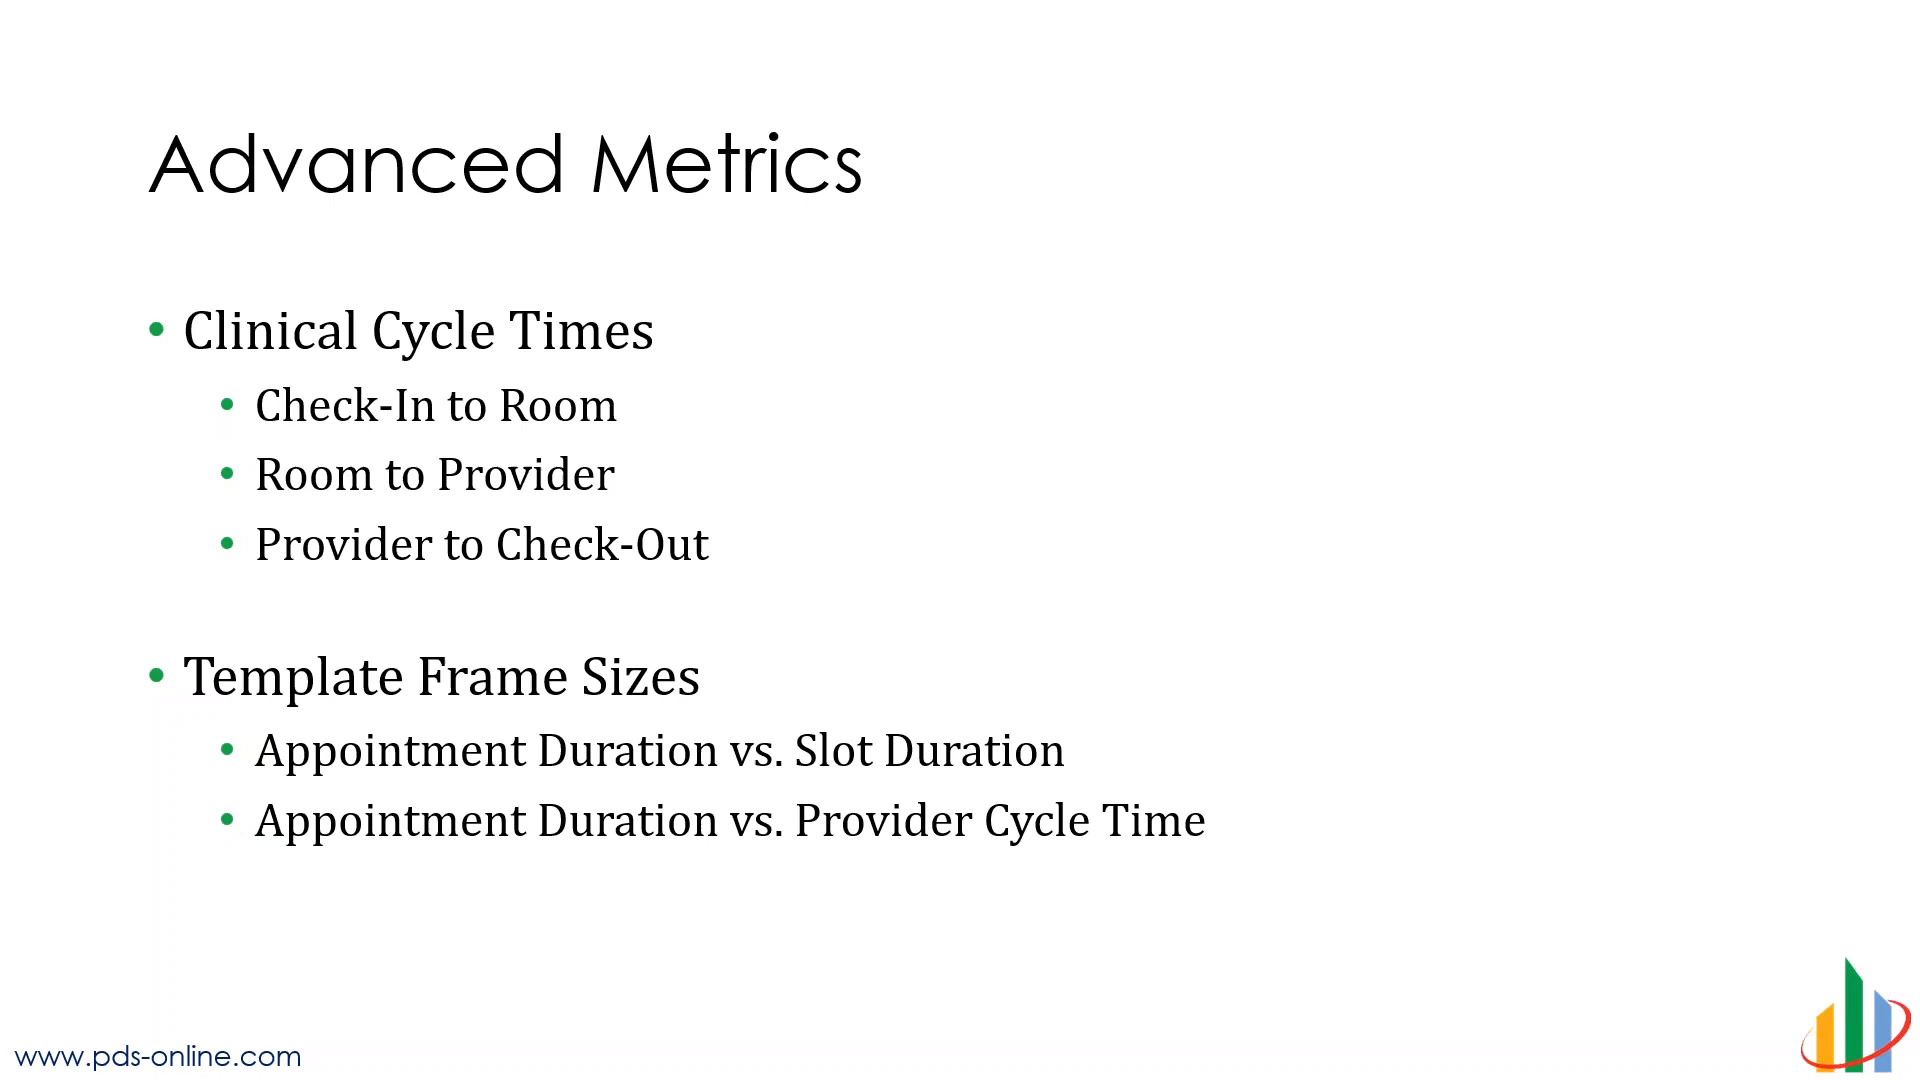 Advanced Metrics
• Clinical Cycle Times
• Check-In to Room
• Room to Provider
• Provider to Check-Out
• Template Frame Sizes
• Appointment Duration vs. Slot Duration
• Appointment Duration vs. Provider Cycle Time
www.pds-online.com